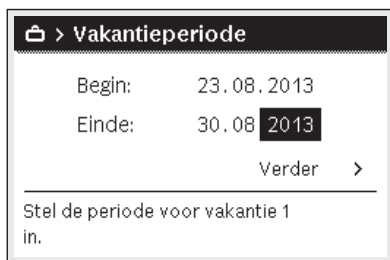 > Vakantieperiode
Begin: 23.08.2013
Einde: 30.08 2013
Verder >
Stel de periode voor vakantie 1
in.